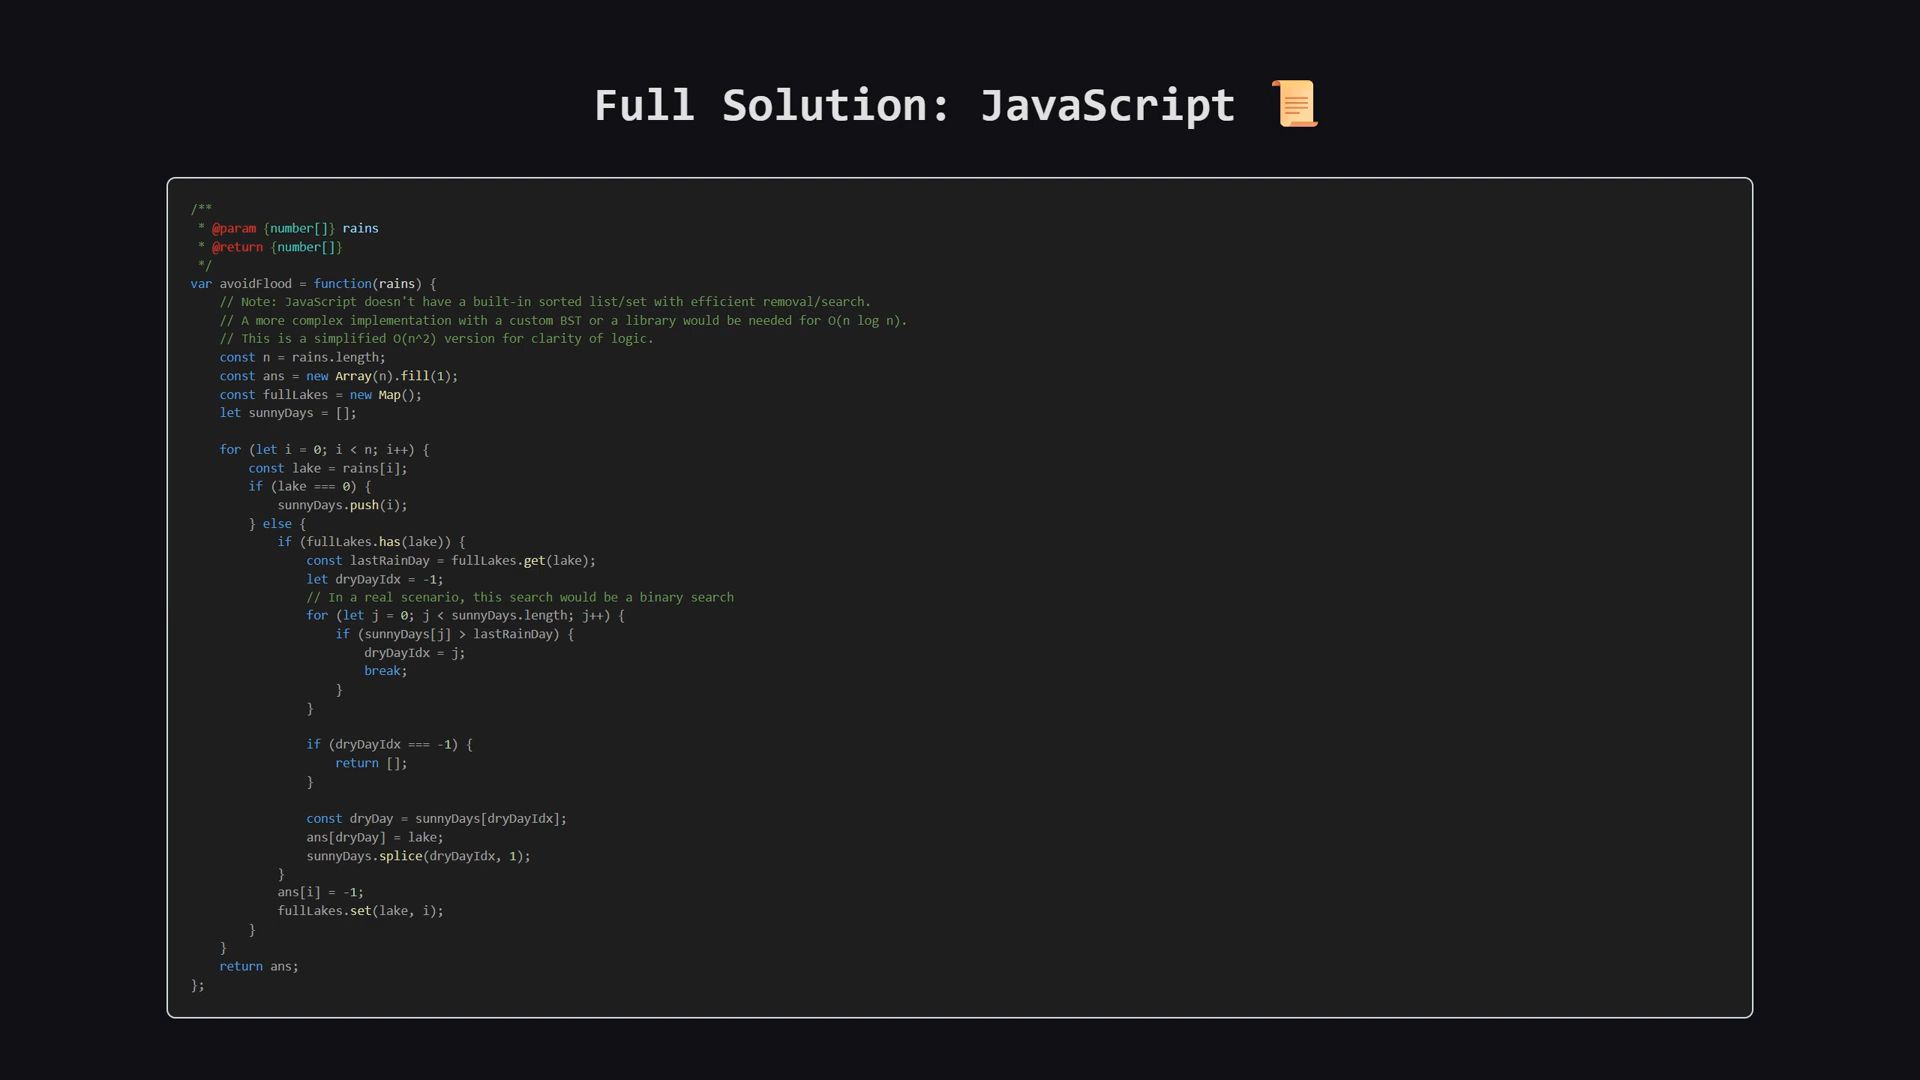 Full Solution: JavaScript 📜
/**
 * @param {number[]} rains
 * @return {number[]}
 */
var avoidFlood = function(rains) {
    // Note: JavaScript doesn't have a built-in sorted list/set with efficient removal/search.
    // A more complex implementation with a custom BST or a library would be needed for O(n log n).
    // This is a simplified O(n^2) version for clarity of logic.
    const n = rains.length;
    const ans = new Array(n).fill(1);
    const fullLakes = new Map();
    let sunnyDays = [];

    for (let i = 0; i < n; i++) {
        const lake = rains[i];
        if (lake === 0) {
            sunnyDays.push(i);
        } else {
            if (fullLakes.has(lake)) {
                const lastRainDay = fullLakes.get(lake);
                let dryDayIdx = -1;
                // In a real scenario, this search would be a binary search
                for (let j = 0; j < sunnyDays.length; j++) {
                    if (sunnyDays[j] > lastRainDay) {
                        dryDayIdx = j;
                        break;
                    }
                }

                if (dryDayIdx === -1) {
                    return [];
                }

                const dryDay = sunnyDays[dryDayIdx];
                ans[dryDay] = lake;
                sunnyDays.splice(dryDayIdx, 1);
            }
            ans[i] = -1;
            fullLakes.set(lake, i);
        }
    }
    return ans;
};